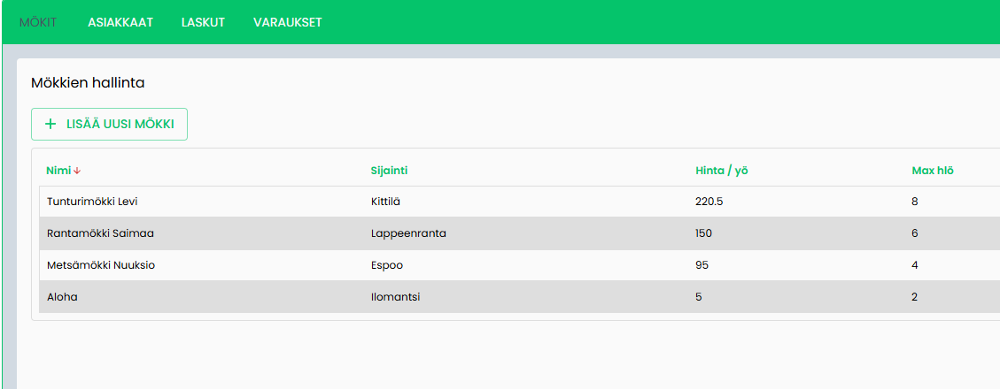 MÖKIT ASIAKKAAT LASKUT VARAUKSET
Mökkien hallinta
+ LISÄÄ UUSI MÖKKI
Nimi ↓ Sijainti Hinta / yö Max hlö
Tunturimökki Levi Kittilä 220.5 8
Rantamökki Saimaa Lappeenranta 150 6
Metsämökki Nuuksio Espoo 95 4
Aloha Ilomantsi 5 2